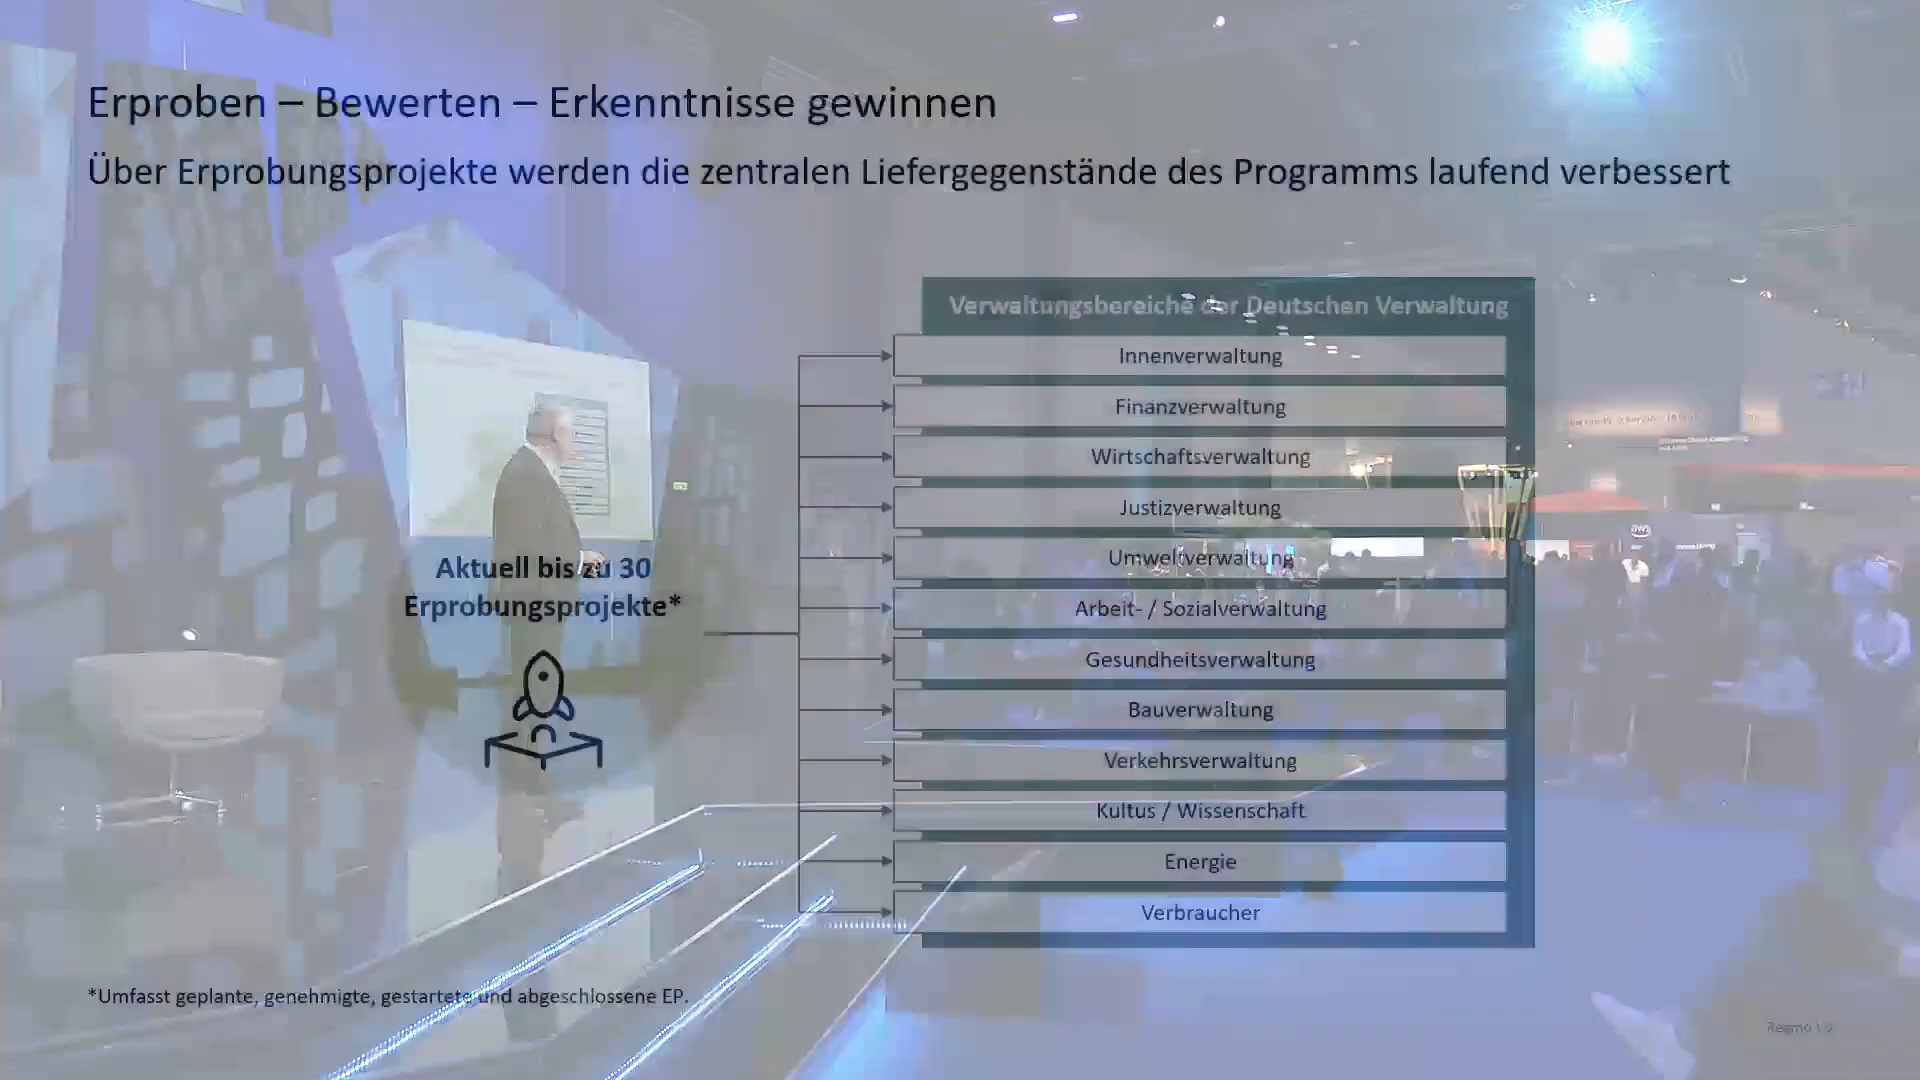 Erproben – Bewerten – Erkenntnisse gewinnen
Über Erprobungsprojekte werden die zentralen Liefergegenstände des Programms laufend verbessert
Verwaltungsbereiche der Deutschen Verwaltung
Innenverwaltung
Finanzverwaltung
Wirtschaftsverwaltung
Justizverwaltung
Umweltverwaltung
Arbeit- / Sozialverwaltung
Gesundheitsverwaltung
Bauverwaltung
Verkehrsverwaltung
Kultus / Wissenschaft
Energie
Verbraucher
Aktuell bis zu 30
Erprobungsprojekte*
*Umfasst geplante, genehmigte, gestartete und abgeschlossene EP.